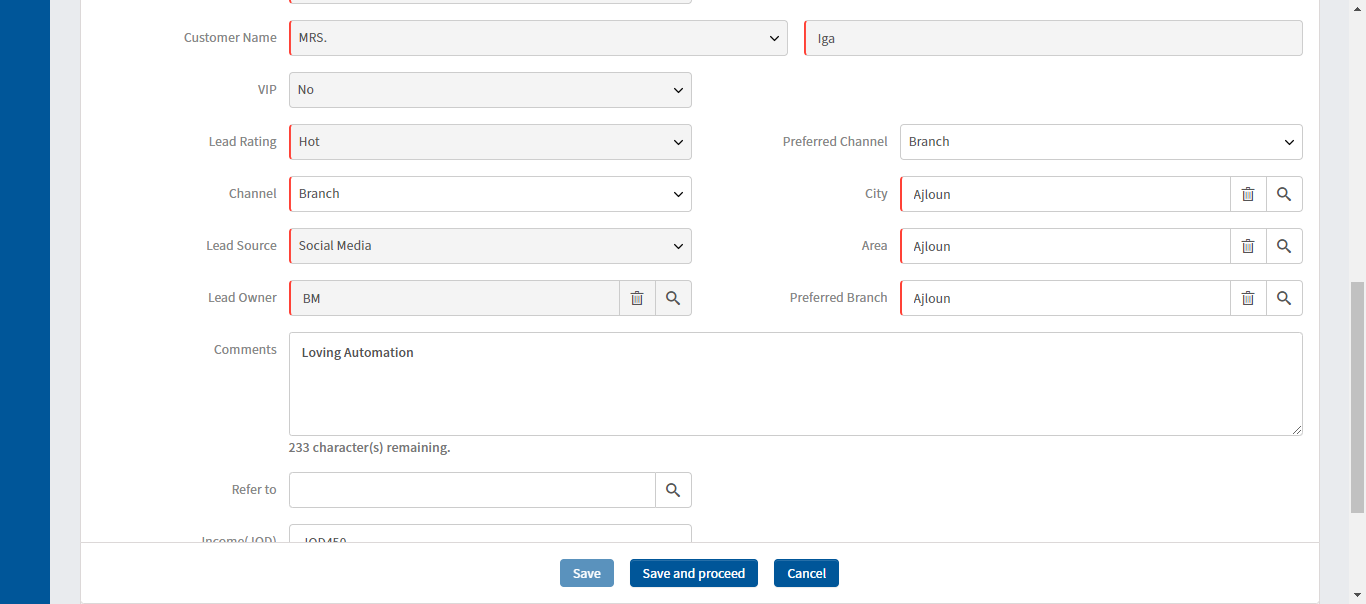 Customer Name MRS. Iga
VIP No
Lead Rating Hot Preferred Channel Branch
Channel Branch City Ajloun
Lead Source Social Media Area Ajloun
Lead Owner BM Preferred Branch Ajloun
Comments Loving Automation
233 character(s) remaining.
Refer to
Income(JOD) JOD450
Save Save and proceed Cancel